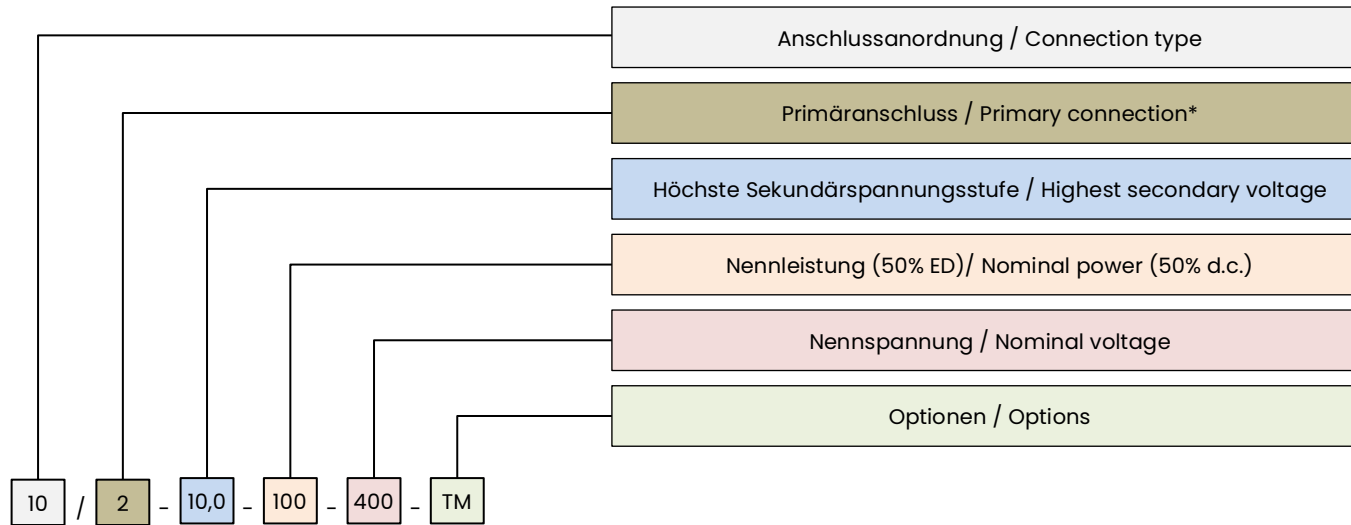 Anschlussanordnung / Connection type
Primäranschluss / Primary connection*
Höchste Sekundärspannungsstufe / Highest secondary voltage
Nennleistung (50% ED)/ Nominal power (50% d.c.)
Nennspannung / Nominal voltage
Optionen / Options
10 / 2 - 10,0 - 100 - 400 - TM